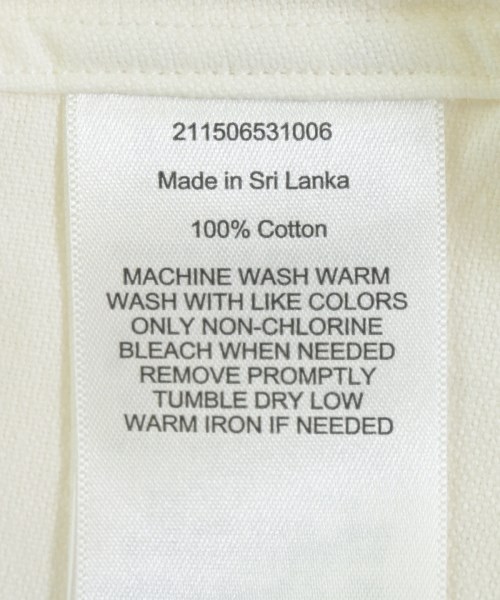 211506531006
Made in Sri Lanka
100% Cotton
MACHINE WASH WARM
WASH WITH LIKE COLORS
ONLY NON-CHLORINE
BLEACH WHEN NEEDED
REMOVE PROMPTLY
TUMBLE DRY LOW
WARM IRON IF NEEDED